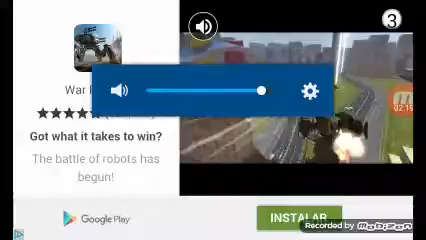 3
War
Got what it takes to win?
The battle of robots has
begun!
Google Play
INSTALAR
Recorded by
Mobizen